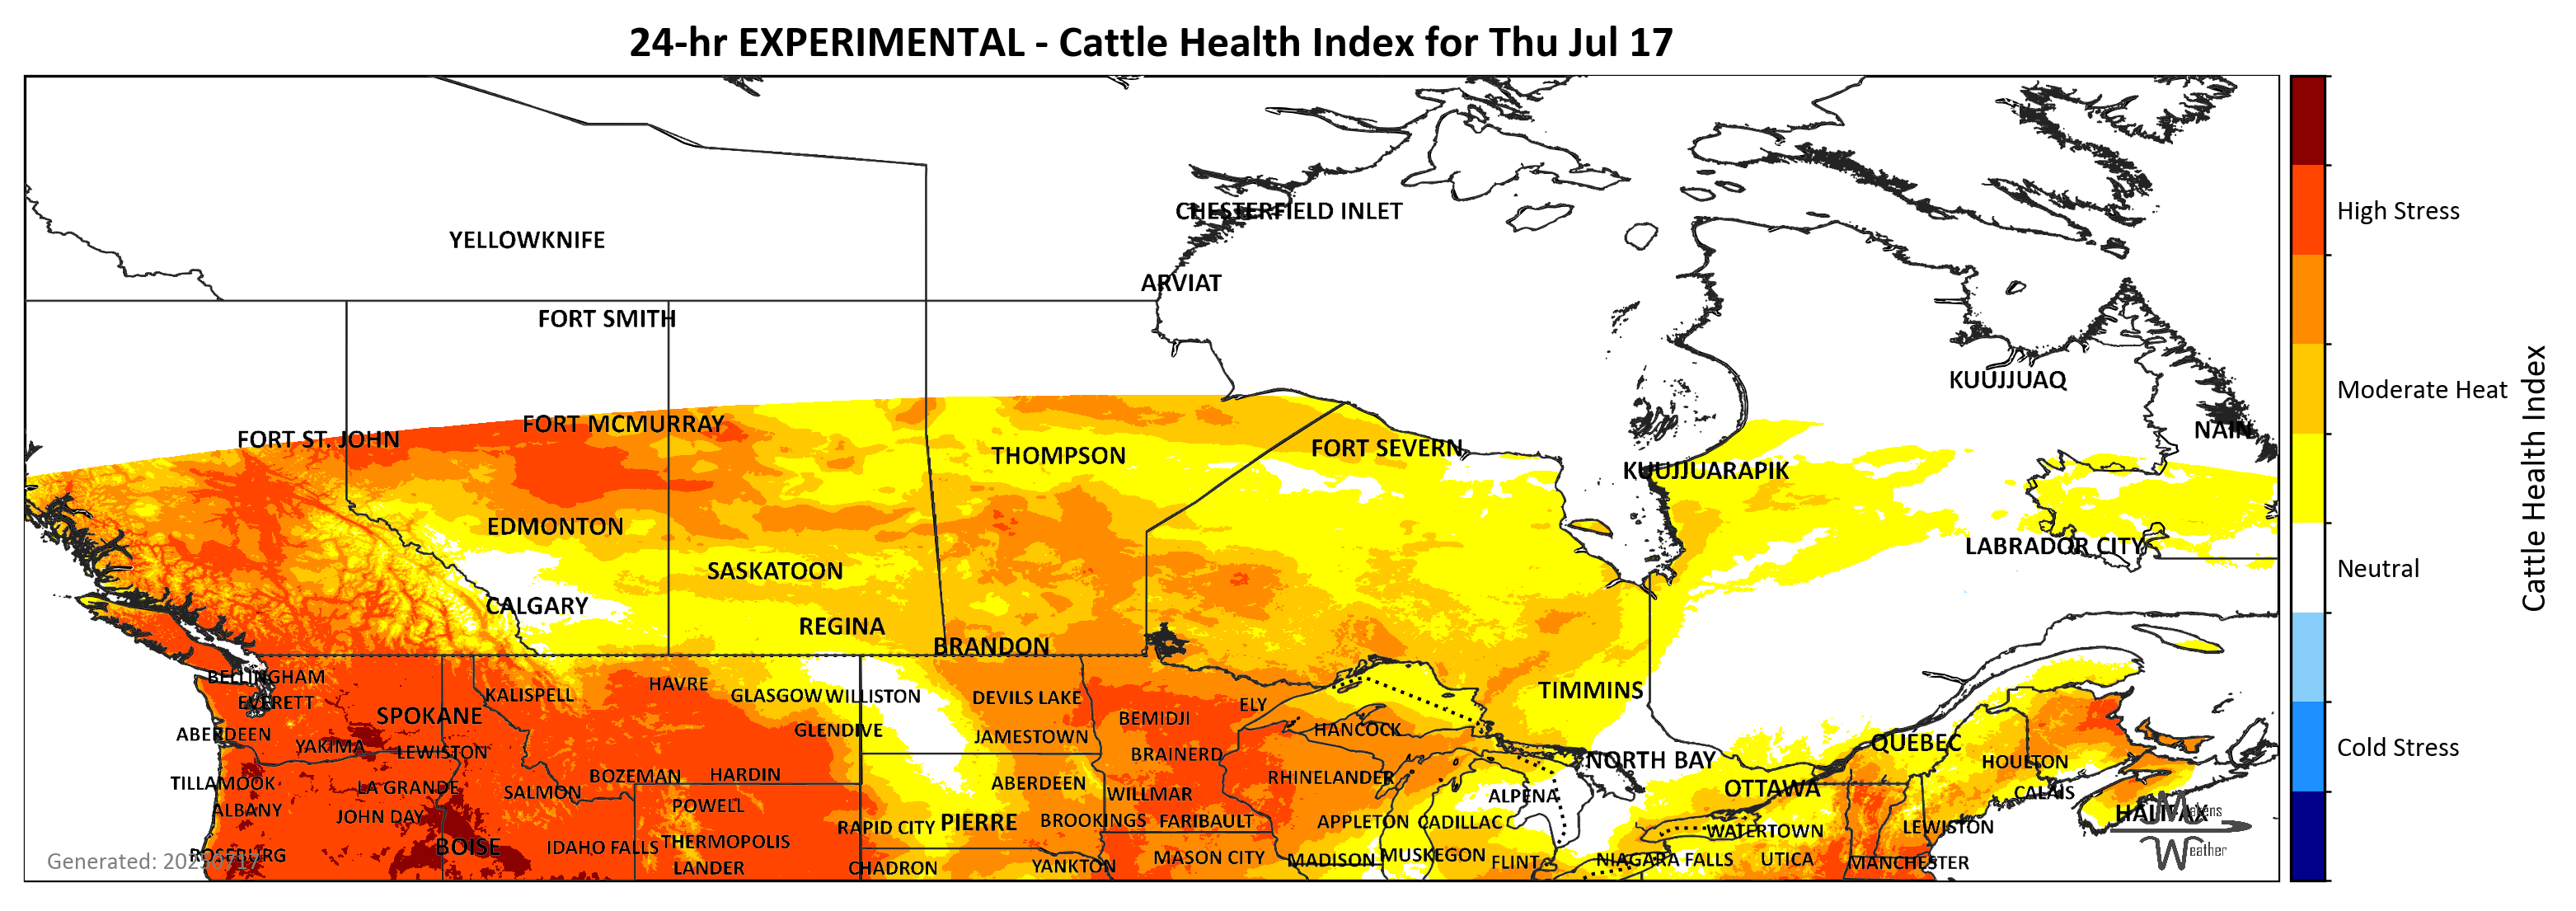 24-hr EXPERIMENTAL - Cattle Health Index for Thu Jul 17
CHESTERFIELD INLET
YELLOWKNIFE
ARVIAT
FORT SMITH
KUUJJUAQ
FORT MCMURRAY
NAIN
FORT ST. JOHN
FORT SEVERN
THOMPSON
KUUJJUARAPIK
EDMONTON
LABRADOR CITY
SASKATOON
CALGARY
REGINA
BRANDON
BELLINGHAM
HAVRE
KALISPELL
GLASGOW
WILLISTON
DEVILS LAKE
TIMMINS
EVERETT
ELY
SPOKANE
BEMIDJI
ABERDEEN
GLENDIVE
JAMESTOWN
HANCOCK
QUEBEC
YAKIMA
LEWISTON
BRAINERD
NORTH BAY
HOULTON
BOZEMAN
HARDIN
RHINELANDER
TILLAMOOK
LA GRANDE
SALMON
ABERDEEN
WILLMAR
ALPENA
OTTAWA
CALAIS
ALBANY
JOHN DAY
POWELL
RAPID CITY
PIERRE
BROOKINGS
FARIBAULT
APPLETON
CADILLAC
WATERTOWN
LEWISTON
HALIFAX
Makens
Weather
BOISE
IDAHO FALLS
THERMOPOLIS
ROSEBURG
MASON CITY
MADISON
MUSKEGON
FLINT
NIAGARA FALLS
UTICA
MANCHESTER
LANDER
CHADRON
YANKTON
Generated: 20250717
High Stress
Moderate Heat
Neutral
Cold Stress
Cattle Health Index